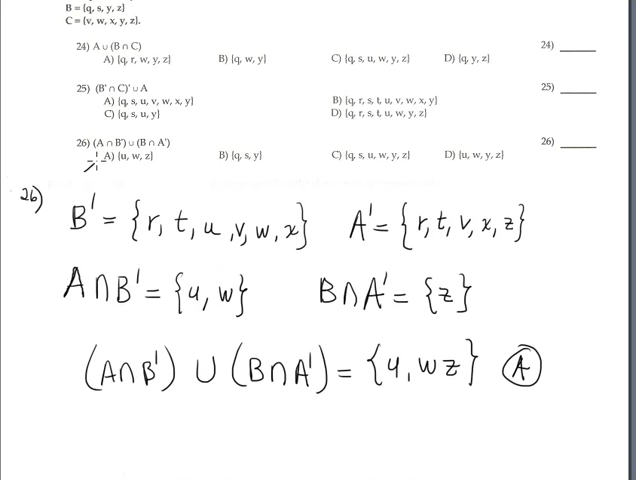 B = {q, s, y, z}
C = {v, w, x, y, z}.
24) A ∪ (B ∩ C)
24) ______
A) {q, r, w, y, z}
B) {q, w, y}
C) {q, s, u, w, y, z}
D) {q, y, z}
25) (B' ∩ C)' ∪ A
25) ______
A) {q, s, u, v, w, x, y}
B) {q, r, s, t, u, v, w, x, y}
C) {q, s, u, y}
D) {q, r, s, t, u, w, y, z}
26) (A ∩ B') ∪ (B ∩ A')
26) ______
A) {u, w, z}
B) {q, s, y}
C) {q, s, u, w, y, z}
D) {u, w, y, z}
26)
B' = {r, t, u, v, w, x} A' = {r, t, v, x, z}
A∩B' = {u, w} B∩A' = {z}
(A∩B') ∪ (B∩A') = {u, w z} A